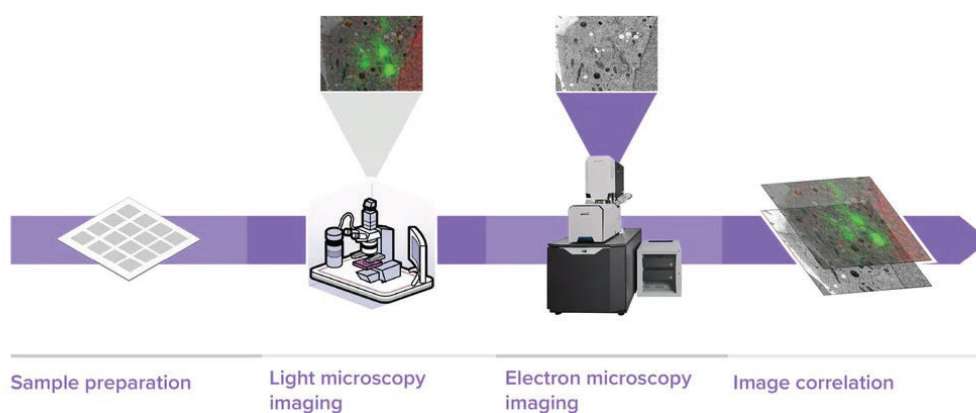 Sample preparation
Light microscopy
imaging
Electron microscopy
imaging
Image correlation